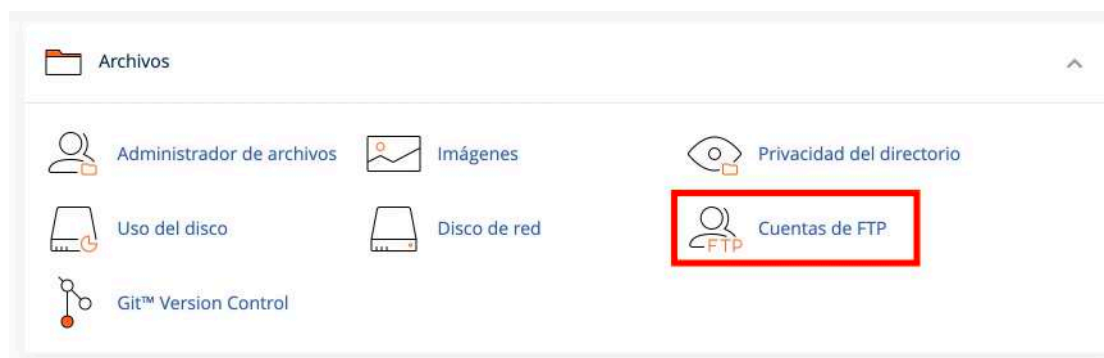 Archivos
Administrador de archivos
Imágenes
Privacidad del directorio
Uso del disco
Disco de red
FTP
Cuentas de FTP
Git™ Version Control